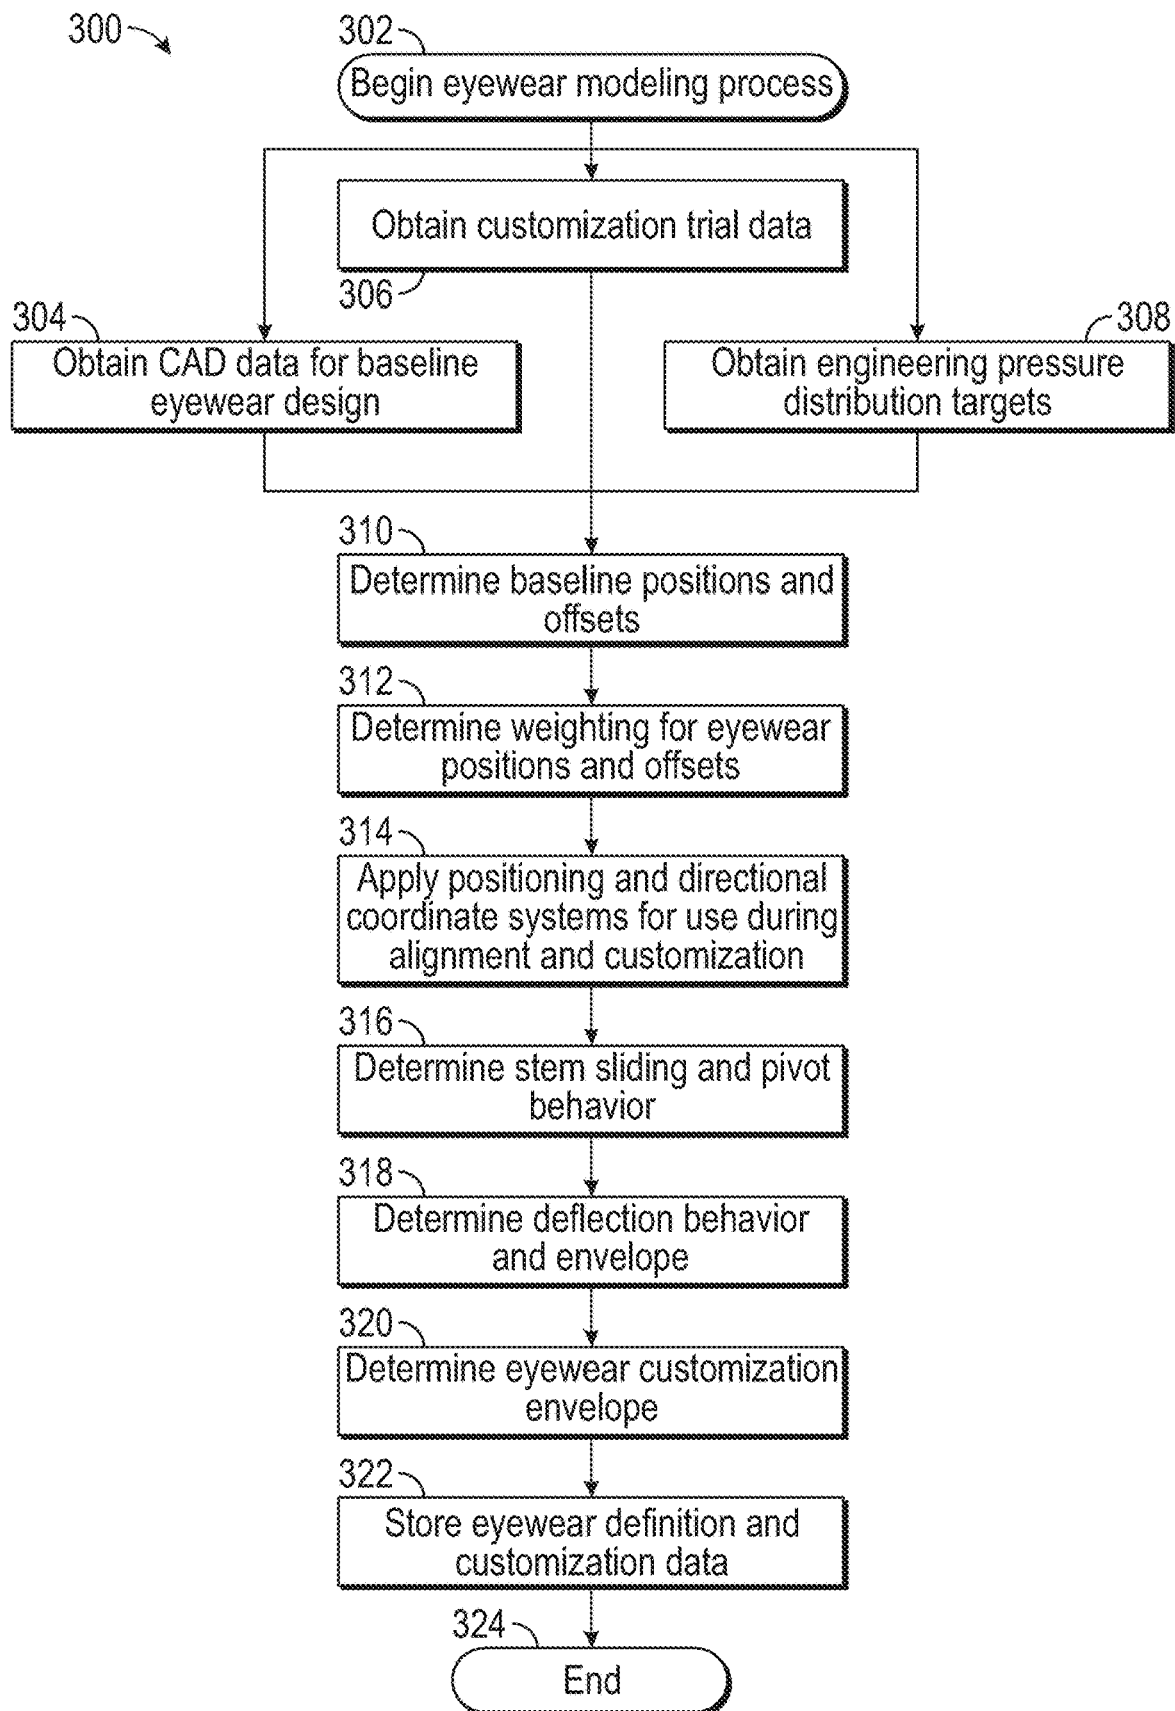 300
302
Begin eyewear modeling process
Obtain customization trial data
306
304
Obtain CAD data for baseline
eyewear design
308
Obtain engineering pressure
distribution targets
310
Determine baseline positions and
offsets
312
Determine weighting for eyewear
positions and offsets
314
Apply positioning and directional
coordinate systems for use during
alignment and customization
316
Determine stem sliding and pivot
behavior
318
Determine deflection behavior
and envelope
320
Determine eyewear customization
envelope
322
Store eyewear definition and
customization data
324
End